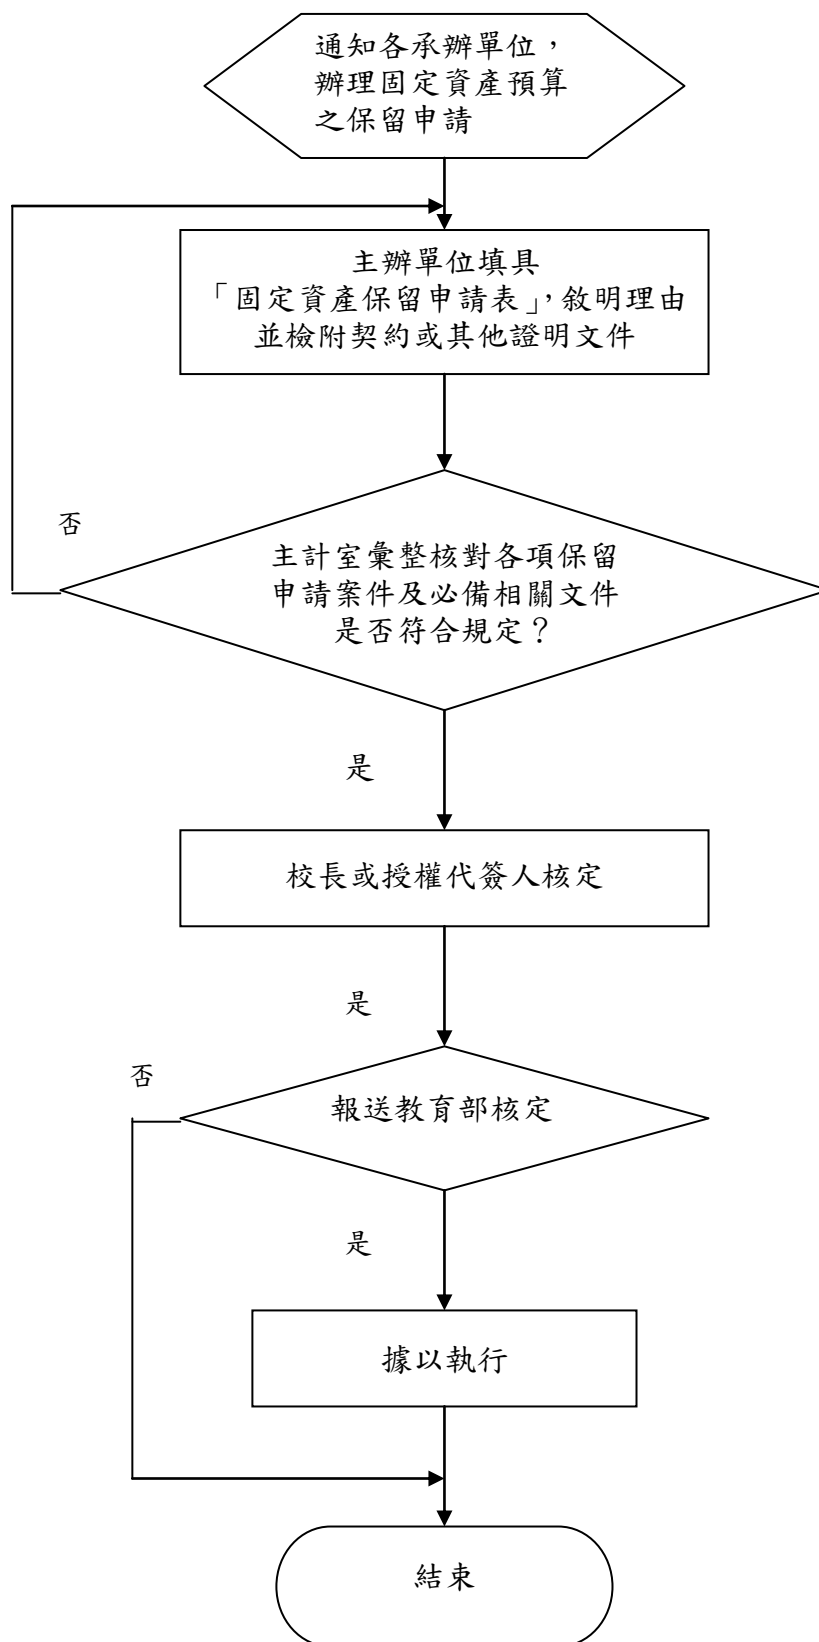 通知各承辦單位，
辦理固定資產預算
之保留申請
主辦單位填具
「固定資產保留申請表」，敘明理由
並檢附契約或其他證明文件
否
主計室彙整核對各項保留
申請案件及必備相關文件
是否符合規定？
是
校長或授權代簽人核定
是
否
報送教育部核定
是
據以執行
結束